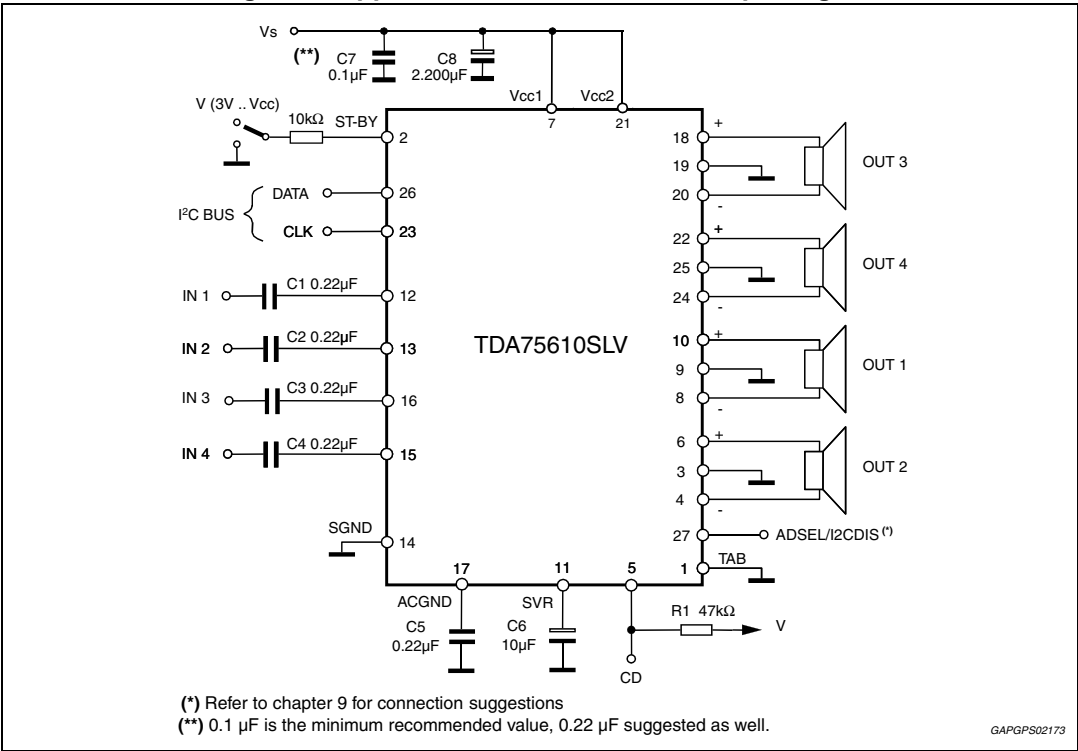 Vs
(**)
C7
0.1µF
C8
2.200µF
Vcc1
Vcc2
7
21
V (3V .. Vcc)
10kΩ
ST-BY
2
I²C BUS
DATA
26
CLK
23
IN 1
C1 0.22µF
12
IN 2
C2 0.22µF
13
IN 3
C3 0.22µF
16
IN 4
C4 0.22µF
15
SGND
14
TDA75610SLV
18
+
19
20
-
OUT 3
22
+
25
24
-
OUT 4
10
+
9
8
-
OUT 1
6
+
3
4
-
OUT 2
27
ADSEL/I2CDIS(*)
1
TAB
17
ACGND
C5
0.22µF
11
SVR
C6
10µF
5
R1 47kΩ
V
CD
(*) Refer to chapter 9 for connection suggestions
(**) 0.1 µF is the minimum recommended value, 0.22 µF suggested as well.
GAPGPS02173